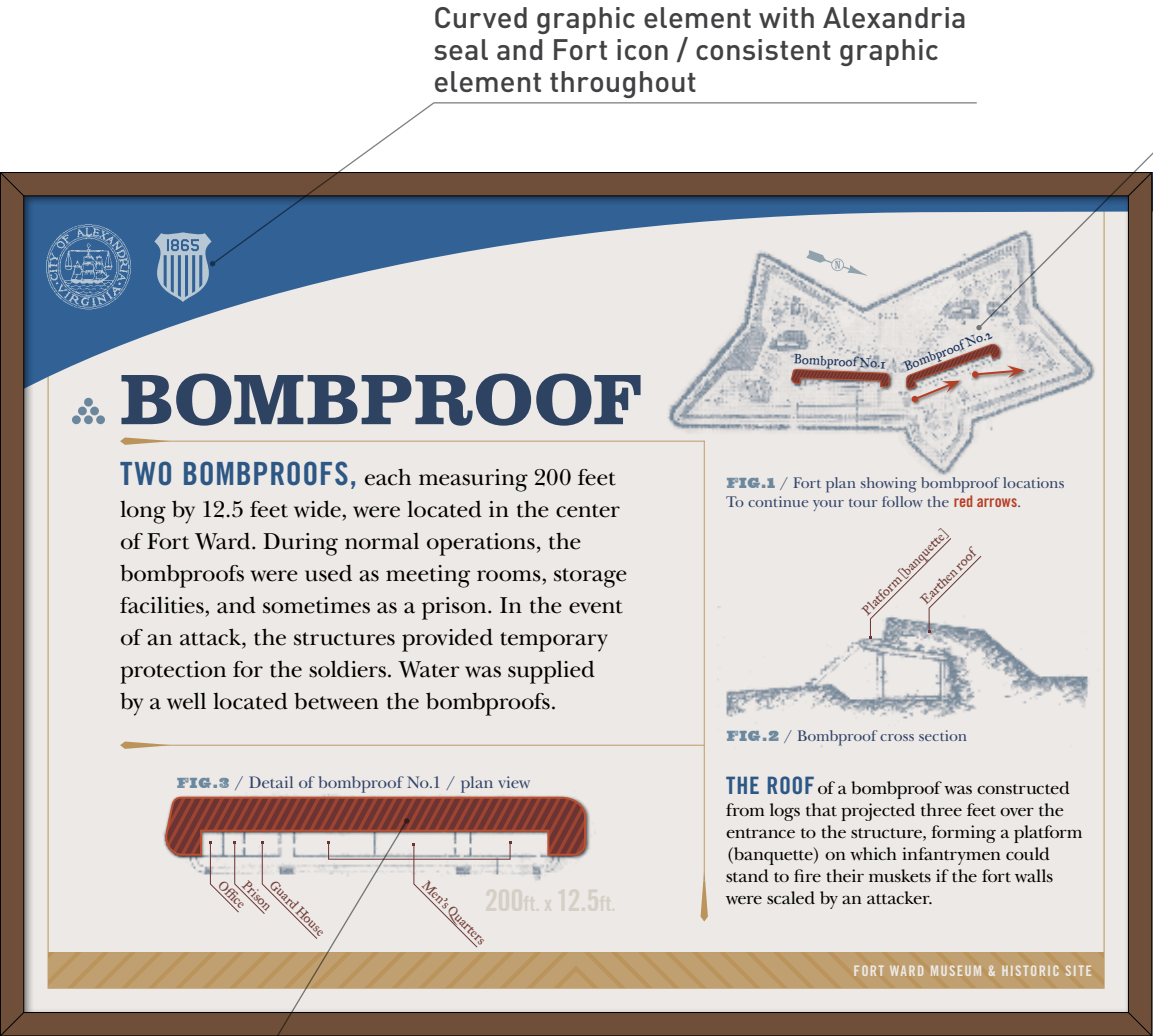 Curved graphic element with Alexandria
seal and Fort icon / consistent graphic
element throughout
CITY OF ALEXANDRIA
VIRGINIA
1865
N
Bombproof No.1
Bombproof No.2
BOMBPROOF
TWO BOMBPROOFS, each measuring 200 feet
long by 12.5 feet wide, were located in the center
of Fort Ward. During normal operations, the
bombproofs were used as meeting rooms, storage
facilities, and sometimes as a prison. In the event
of an attack, the structures provided temporary
protection for the soldiers. Water was supplied
by a well located between the bombproofs.
FIG.1 / Fort plan showing bombproof locations
To continue your tour follow the red arrows.
Platform [banquette]
Earthen roof
FIG.2 / Bombproof cross section
THE ROOF of a bombproof was constructed
from logs that projected three feet over the
entrance to the structure, forming a platform
(banquette) on which infantrymen could
stand to fire their muskets if the fort walls
were scaled by an attacker.
FIG.3 / Detail of bombproof No.1 / plan view
Office
Prison
Guard House
Men's Quarters
200ft. x 12.5ft.
FORT WARD MUSEUM & HISTORIC SITE